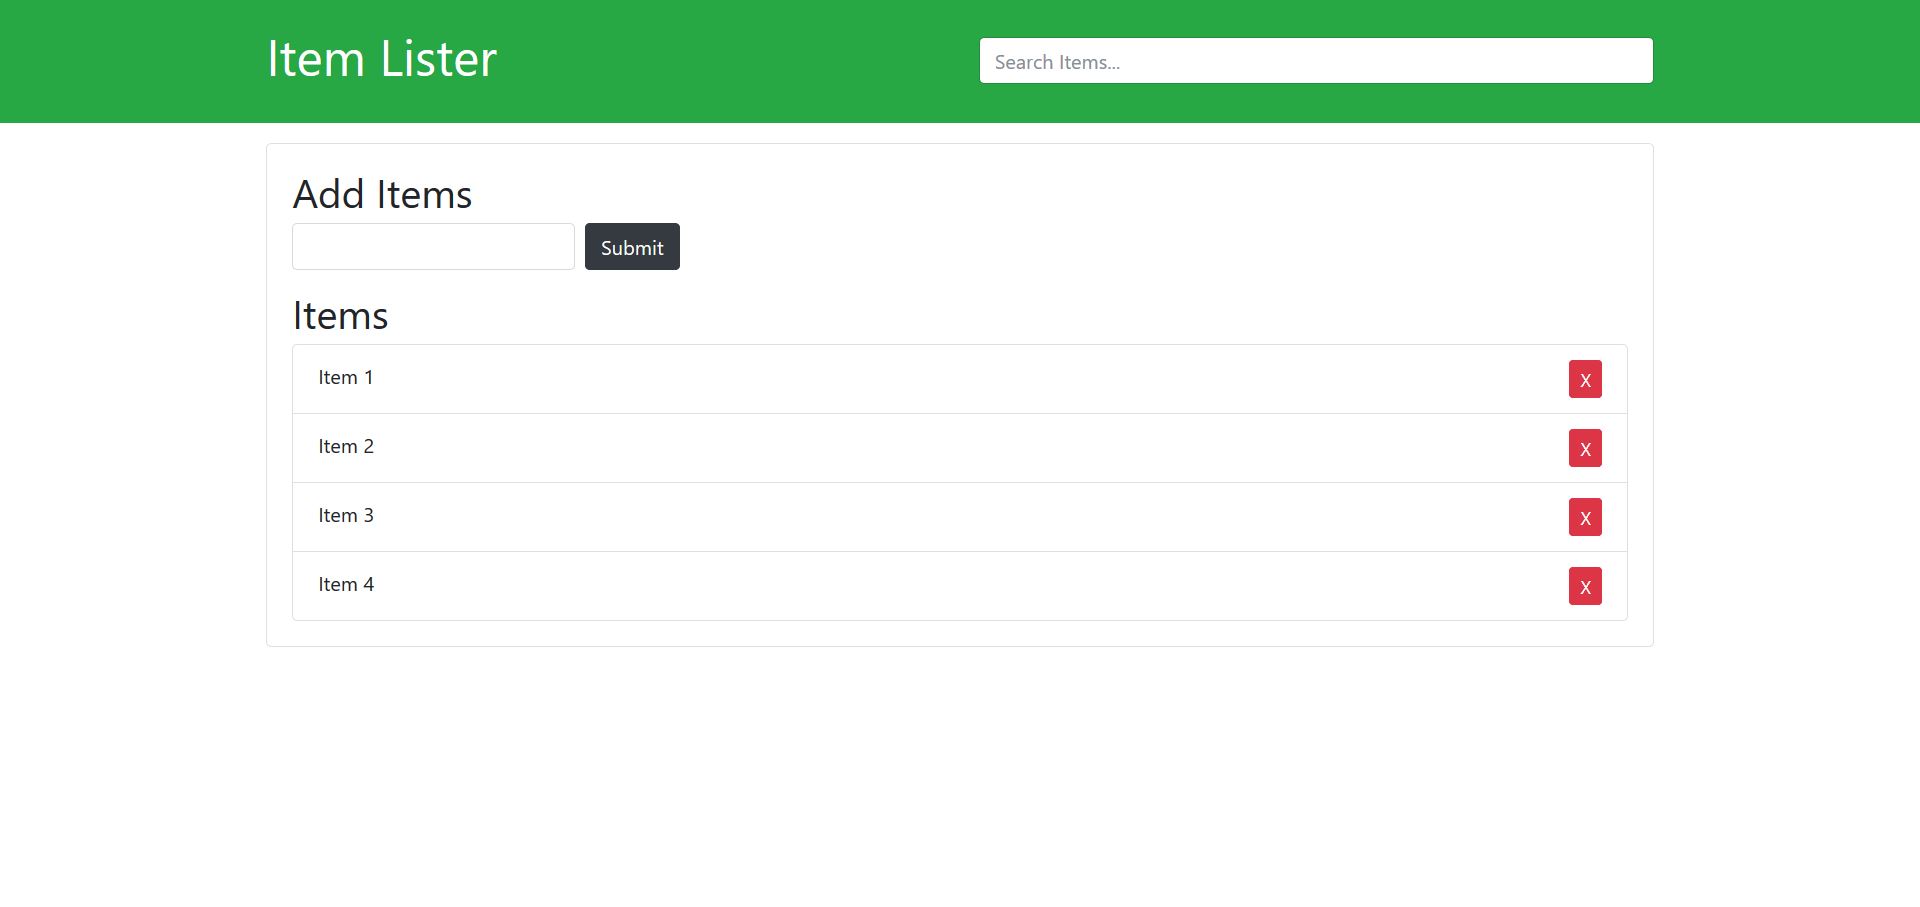 Item Lister
Search Items...
Add Items
Submit
Items
Item 1 X
Item 2 X
Item 3 X
Item 4 X